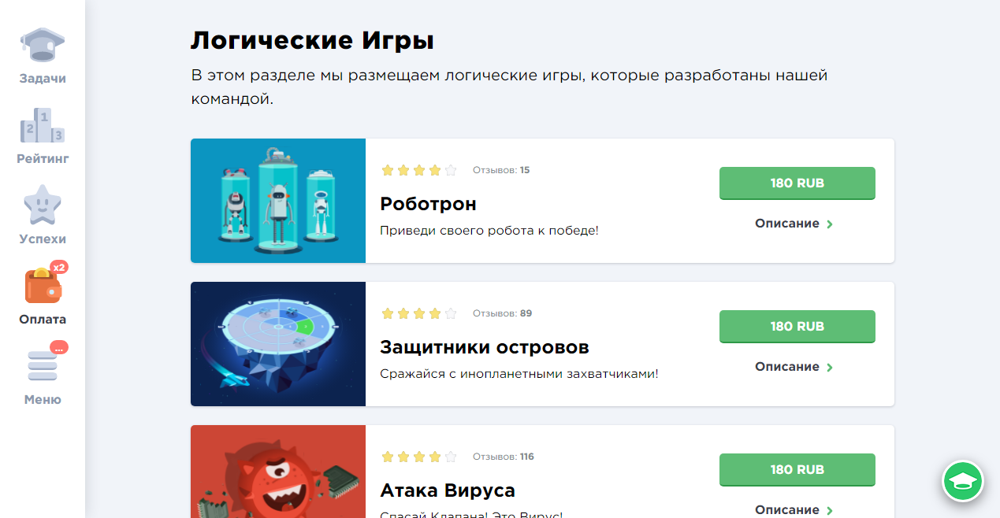 Задачи
1
2
3
Рейтинг
Успехи
x2
Оплата
...
Меню
Логические Игры
В этом разделе мы размещаем логические игры, которые разработаны нашей
командой.
Отзывов: 15
Роботрон
Приведи своего робота к победе!
180 RUB
Описание
Отзывов: 89
Защитники островов
Сражайся с инопланетными захватчиками!
180 RUB
Описание
Отзывов: 116
Атака Вируса
Спасай Клапана! Это Вирус!
180 RUB
Описание